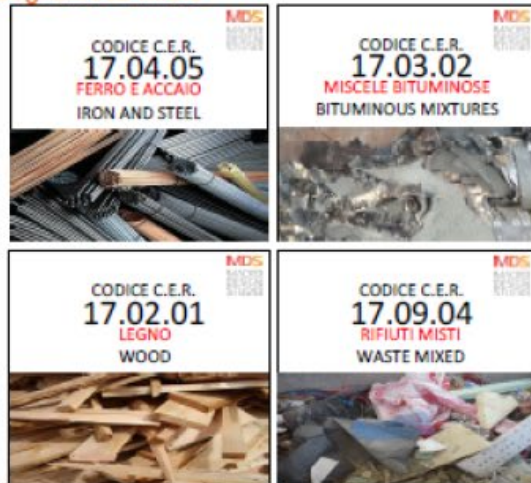 MDS
CODICE C.E.R.
17.04.05
FERRO E ACCAIO
IRON AND STEEL
MDS
CODICE C.E.R.
17.03.02
MISCELE BITUMINOSE
BITUMINOUS MIXTURES
MDS
CODICE C.E.R.
17.02.01
LEGNO
WOOD
MDS
CODICE C.E.R.
17.09.04
RIFIUTI MISTI
WASTE MIXED